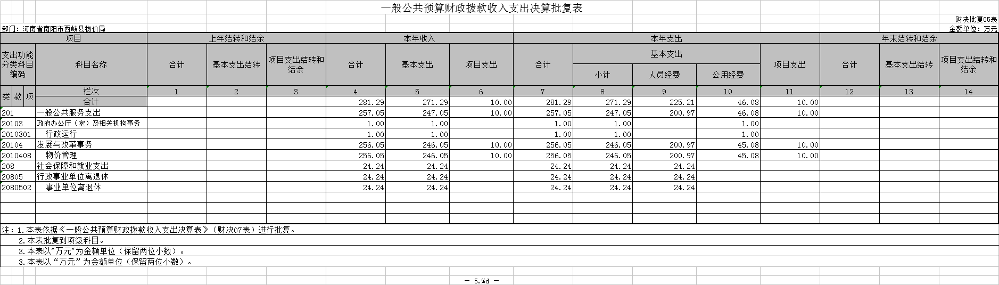 一般公共预算财政拨款收入支出决算批复表
财决批复05表
部门：河南省南阳市西峡县物价局 金额单位：万元
项目 上年结转和结余 本年收入 本年支出 年末结转和结余
支出功能分类科目编码 科目名称 合计 基本支出结转 项目支出结转和结余 合计 基本支出 项目支出 合计 基本支出 项目支出 合计 基本支出结转 项目支出结转和结余
小计 人员经费 公用经费
类 款 项 栏次 1 2 3 4 5 6 7 8 9 10 11 12 13 14
合计 281.29 271.29 10.00 281.29 271.29 225.21 46.08 10.00
201 一般公共服务支出 257.05 247.05 10.00 257.05 247.05 200.97 46.08 10.00
20103 政府办公厅（室）及相关机构事务 1.00 1.00 1.00 1.00 1.00
2010301 行政运行 1.00 1.00 1.00 1.00 1.00
20104 发展与改革事务 256.05 246.05 10.00 256.05 246.05 200.97 45.08 10.00
2010408 物价管理 256.05 246.05 10.00 256.05 246.05 200.97 45.08 10.00
208 社会保障和就业支出 24.24 24.24 24.24 24.24 24.24
20805 行政事业单位离退休 24.24 24.24 24.24 24.24 24.24
2080502 事业单位离退休 24.24 24.24 24.24 24.24 24.24
注：1.本表依据《一般公共预算财政拨款收入支出决算表》（财决07表）进行批复。
2.本表批复到项级科目。
3.本表以"万元"为金额单位（保留两位小数）。
3.本表以“万元”为金额单位（保留两位小数）。
— 5.%d —